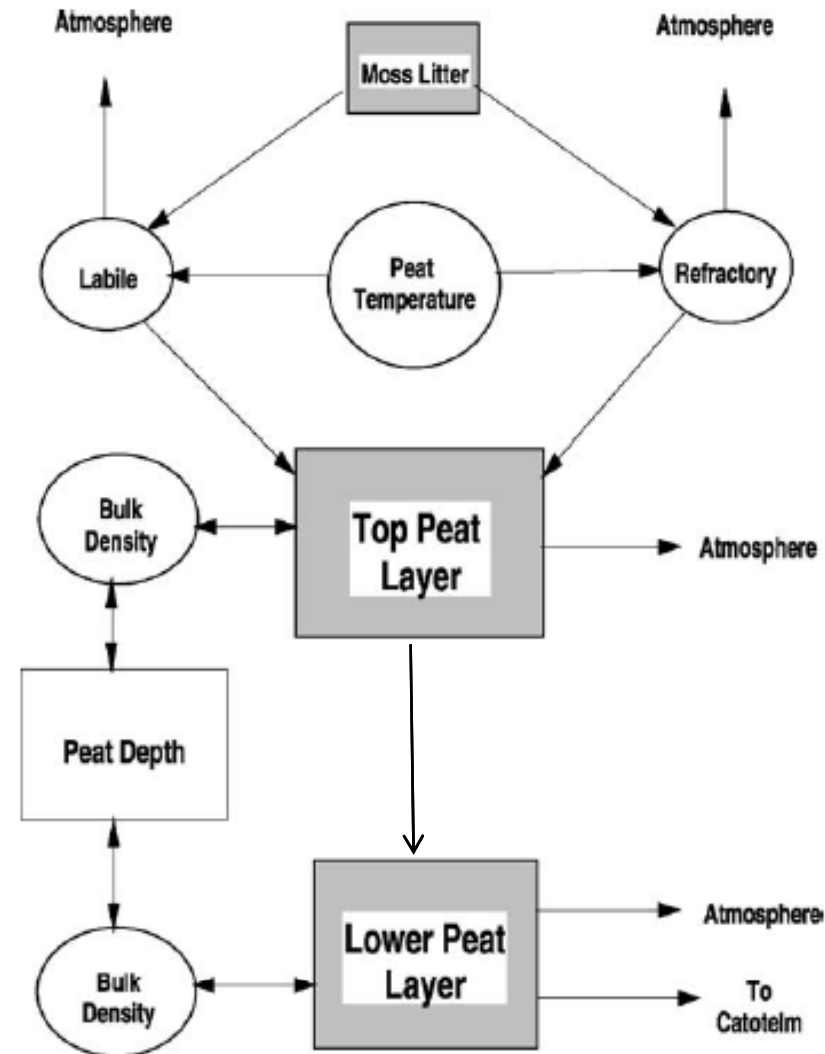 Atmosphere
Atmosphere
Moss Litter
Labile
Peat
Temperature
Refractory
Bulk
Density
Top Peat
Layer
Atmosphere
Peat Depth
Lower Peat
Layer
Atmosphere
Bulk
Density
To
Catotelm